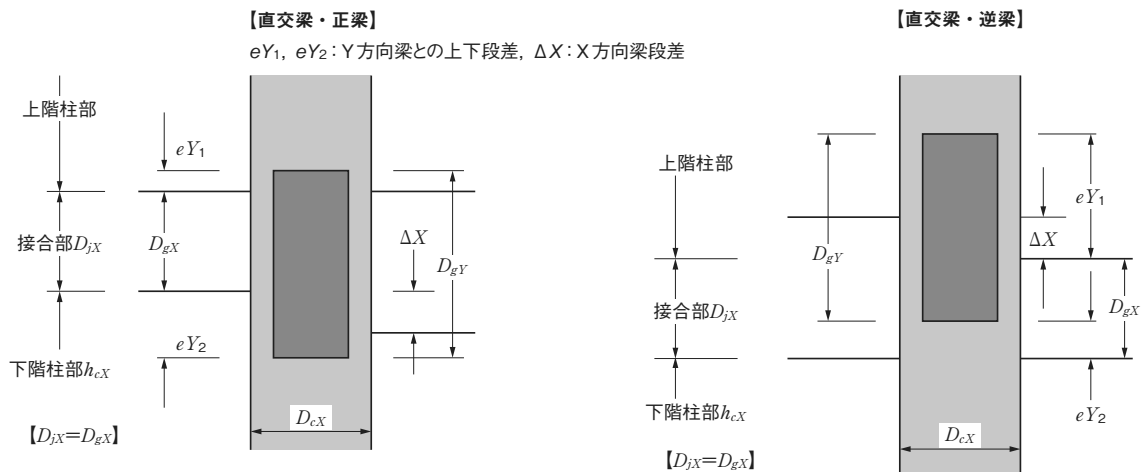 【直交梁・正梁】
eY1, eY2：Y方向梁との上下段差, ΔX：X方向梁段差
上階柱部
eY1
接合部DjX
DgX
ΔX
DgY
eY2
下階柱部hcX
DcX
【DjX=DgX】
【直交梁・逆梁】
上階柱部
eY1
ΔX
DgY
接合部DjX
DgX
下階柱部hcX
eY2
DcX
【DjX=DgX】